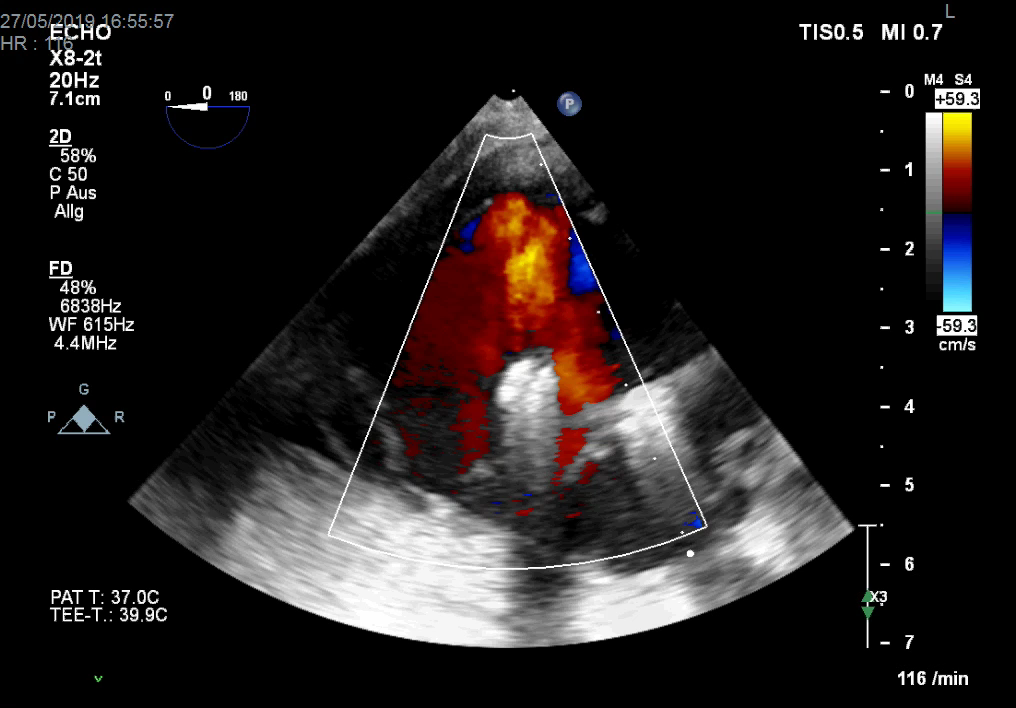 27/05/2019 16:55:57
HR : 116
L
ECHO
X8-2t
20Hz
7.1cm
TIS0.5 MI 0.7
0 0 180
P
M4 S4
+59.3
-59.3
cm/s
2D
58%
C 50
P Aus
Allg
FD
48%
6838Hz
WF 615Hz
4.4MHz
G
P R
0
1
2
3
4
5
6
7
X3
PAT T: 37.0C
TEE-T.: 39.9C
116 /min